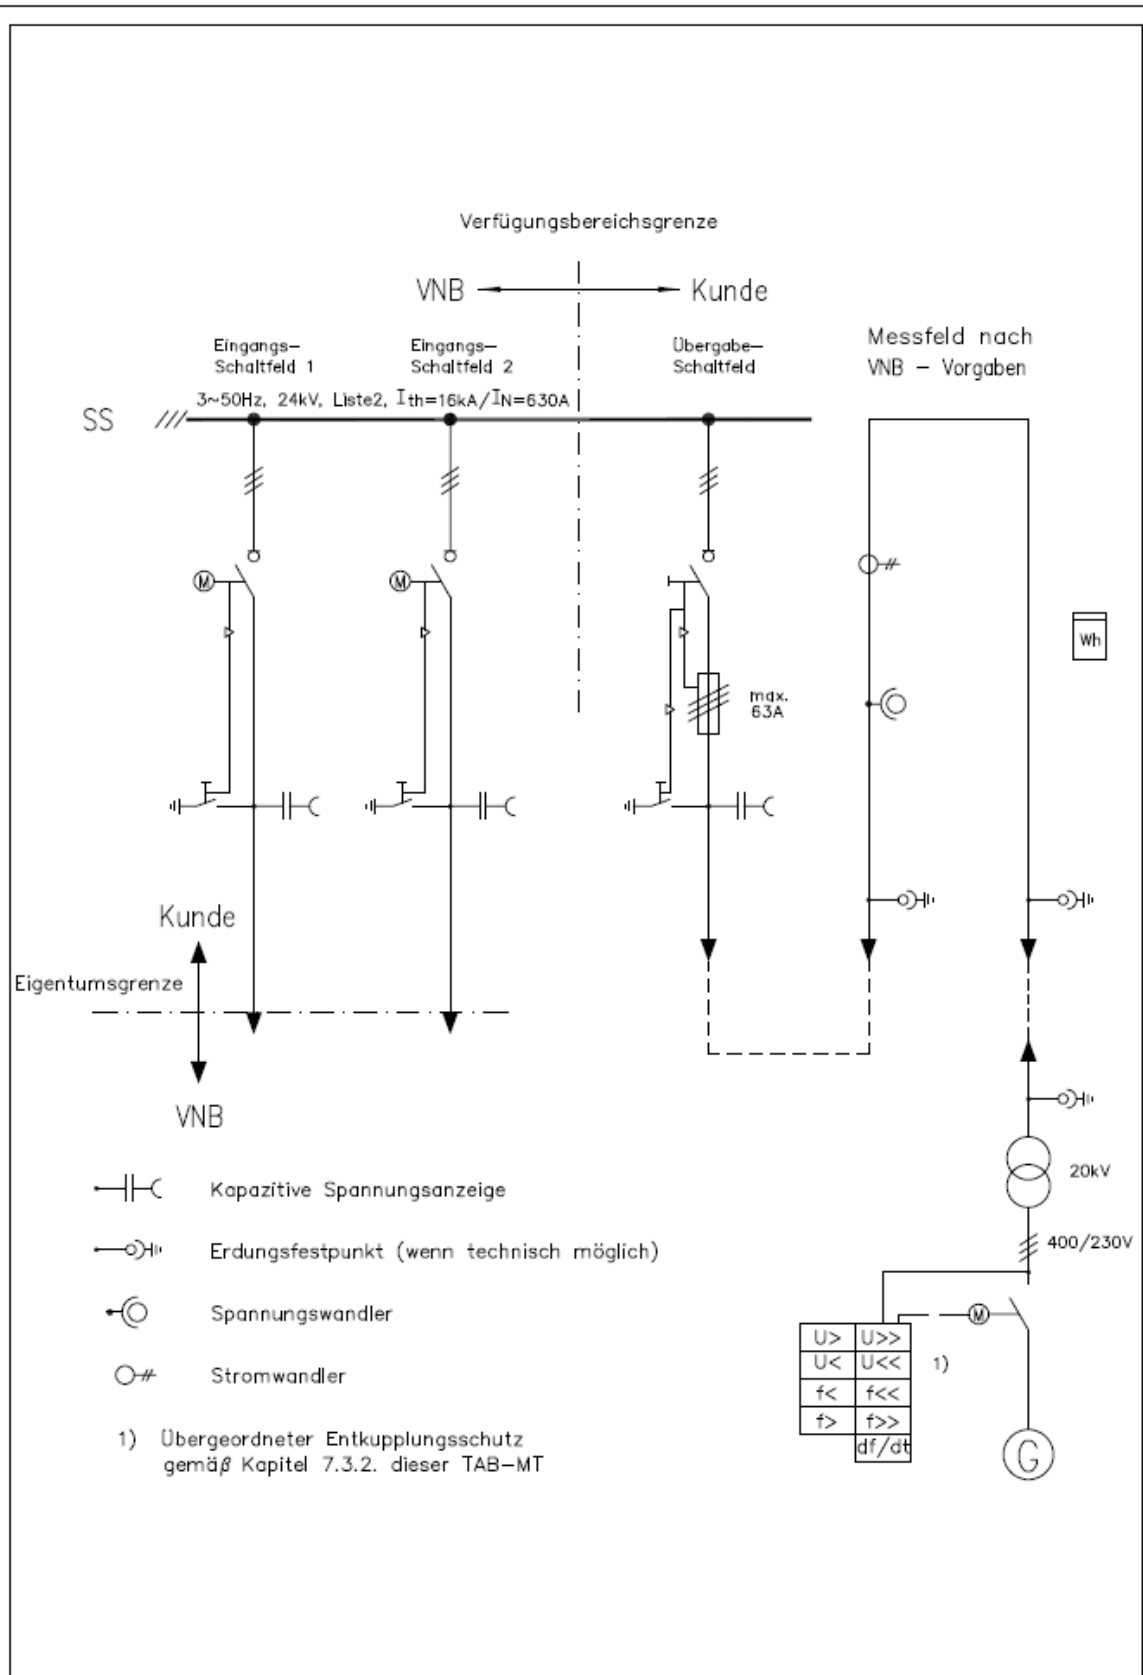 Verfügungsbereichsgrenze
VNB
Kunde
Eingangs-
Schaltfeld 1
Eingangs-
Schaltfeld 2
Übergabe-
Schaltfeld
Messfeld nach
VNB - Vorgaben
3~50Hz, 24kV, Liste2, Ith=16kA/IN=630A
SS
M
M
Wh
max.
63A
Kunde
Eigentumsgrenze
VNB
20kV
400/230V
Kapazitive Spannungsanzeige
Erdungsfestpunkt (wenn technisch möglich)
Spannungswandler
Stromwandler
1) Übergeordneter Entkupplungsschutz
gemäß Kapitel 7.3.2. dieser TAB-MT
M
U> U>>
U< U<<
1)
f< f<<
f> f>>
df/dt
G